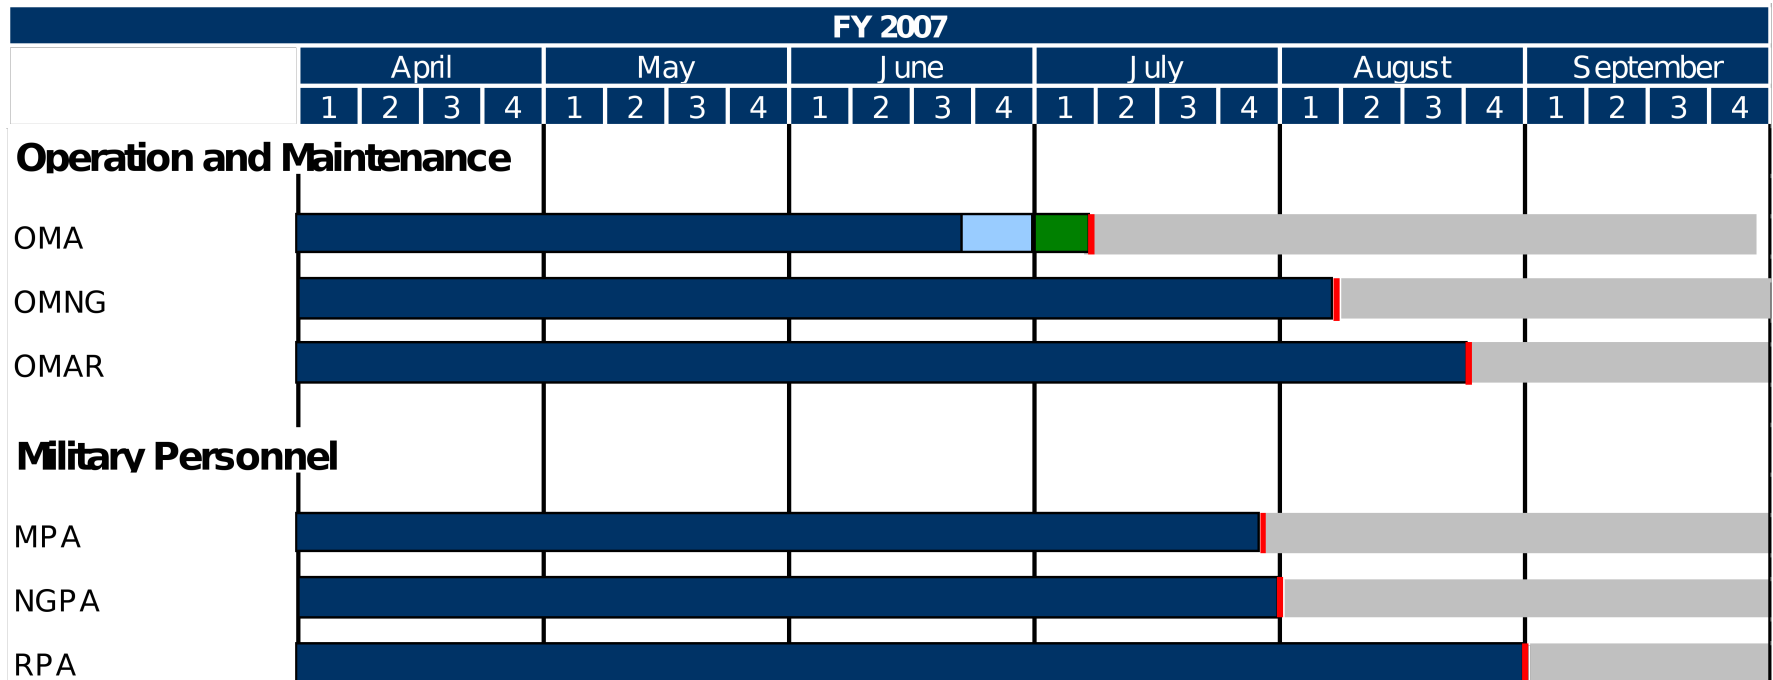 FY 2007
April May June July August September
1 2 3 4 1 2 3 4 1 2 3 4 1 2 3 4 1 2 3 4 1 2 3 4
Operation and Maintenance
OMA
OMNG
OMAR
Military Personnel
MPA
NGPA
RPA